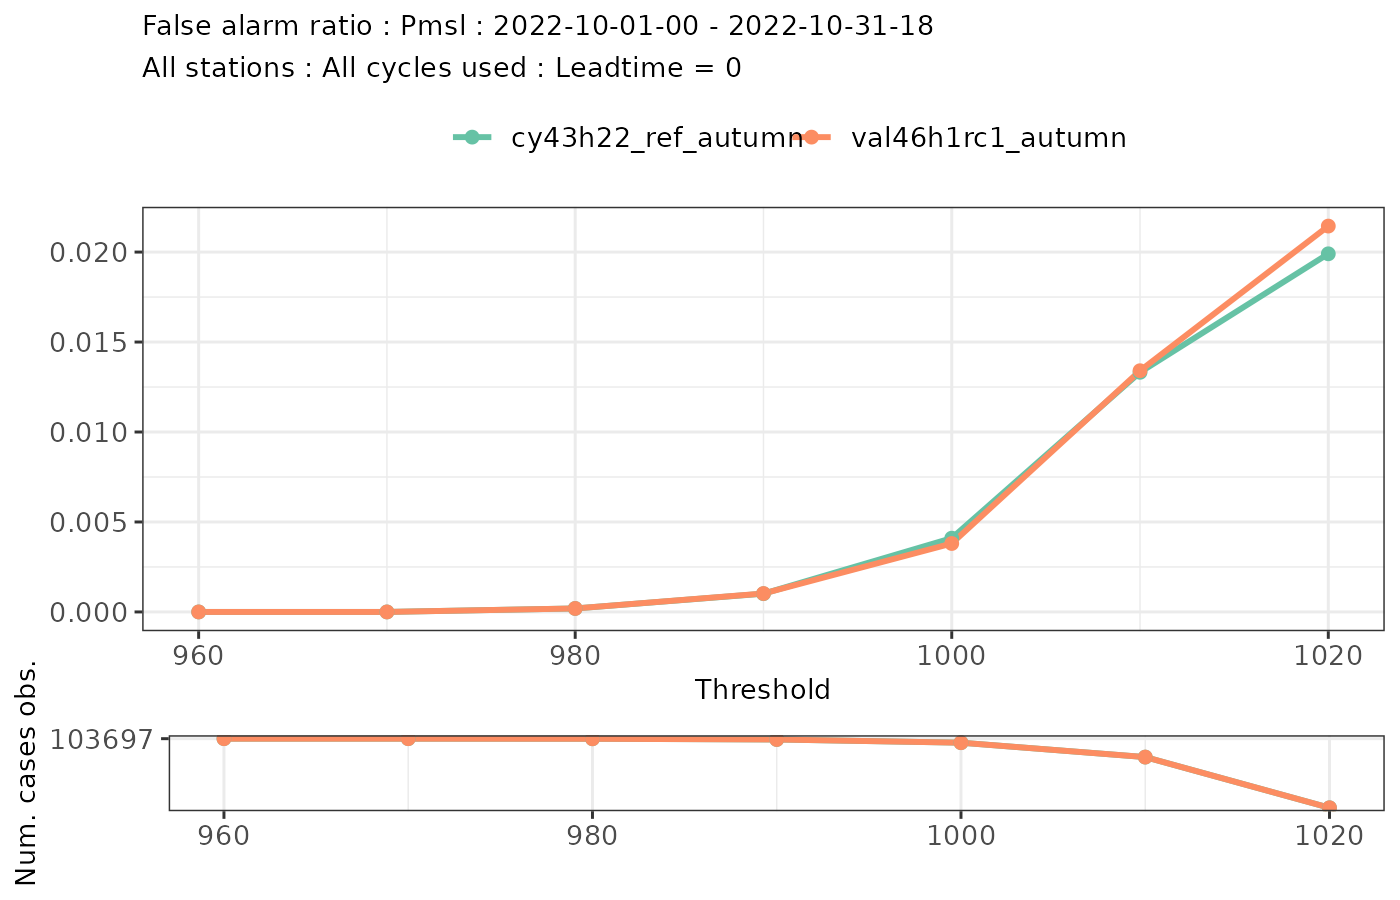 False alarm ratio : Pmsl : 2022-10-01-00 - 2022-10-31-18
All stations : All cycles used : Leadtime = 0
cy43h22_ref_autumn val46h1rc1_autumn
0.020
0.015
0.010
0.005
0.000
960 980 1000 1020
Threshold
Num. cases obs.
103697
960 980 1000 1020